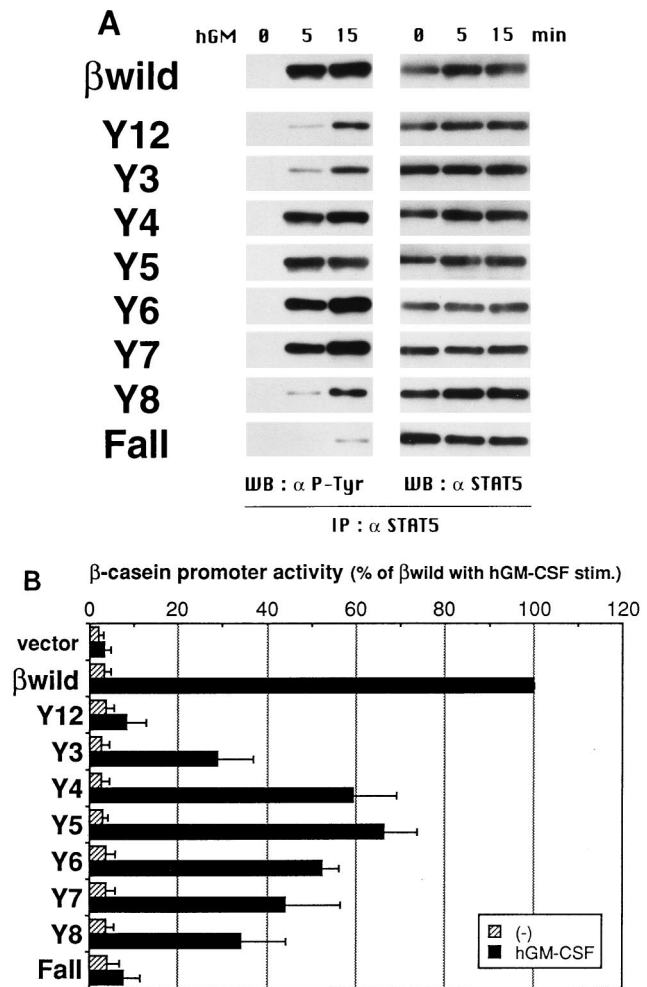 A
hGM 0 5 15 0 5 15 min
βwild
Y12
Y3
Y4
Y5
Y6
Y7
Y8
Fall
WB : α P-Tyr WB : α STAT5
IP : α STAT5
B
β-casein promoter activity (% of βwild with hGM-CSF stim.)
0 20 40 60 80 100 120
vector
βwild
Y12
Y3
Y4
Y5
Y6
Y7
Y8
Fall
(-)
hGM-CSF